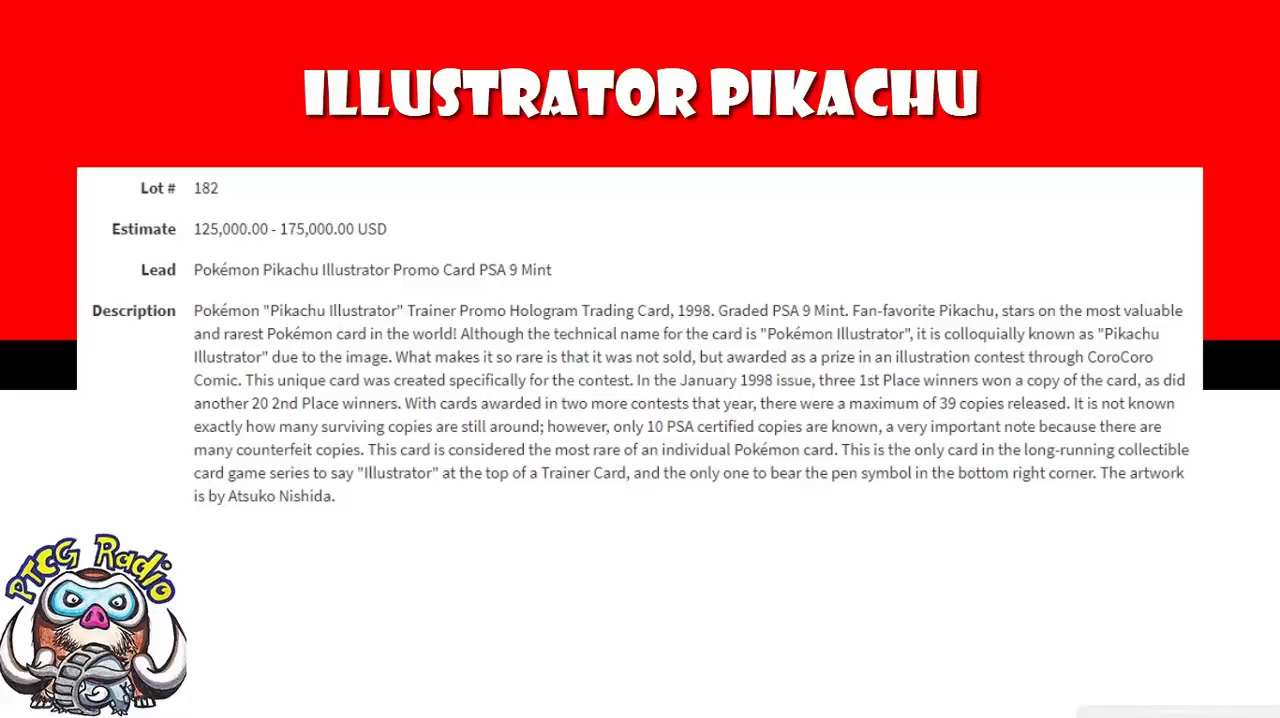 ILLUSTRATOR PIKACHU
Lot # 182
Estimate 125,000.00 - 175,000.00 USD
Lead Pokémon Pikachu Illustrator Promo Card PSA 9 Mint
Description Pokémon "Pikachu Illustrator" Trainer Promo Hologram Trading Card, 1998. Graded PSA 9 Mint. Fan-favorite Pikachu, stars on the most valuable
and rarest Pokémon card in the world! Although the technical name for the card is "Pokémon Illustrator", it is colloquially known as "Pikachu
Illustrator" due to the image. What makes it so rare is that it was not sold, but awarded as a prize in an illustration contest through CoroCoro
Comic. This unique card was created specifically for the contest. In the January 1998 issue, three 1st Place winners won a copy of the card, as did
another 20 2nd Place winners. With cards awarded in two more contests that year, there were a maximum of 39 copies released. It is not known
exactly how many surviving copies are still around; however, only 10 PSA certified copies are known, a very important note because there are
many counterfeit copies. This card is considered the most rare of an individual Pokémon card. This is the only card in the long-running collectible
card game series to say "Illustrator" at the top of a Trainer Card, and the only one to bear the pen symbol in the bottom right corner. The artwork
is by Atsuko Nishida.
PTCG Radio